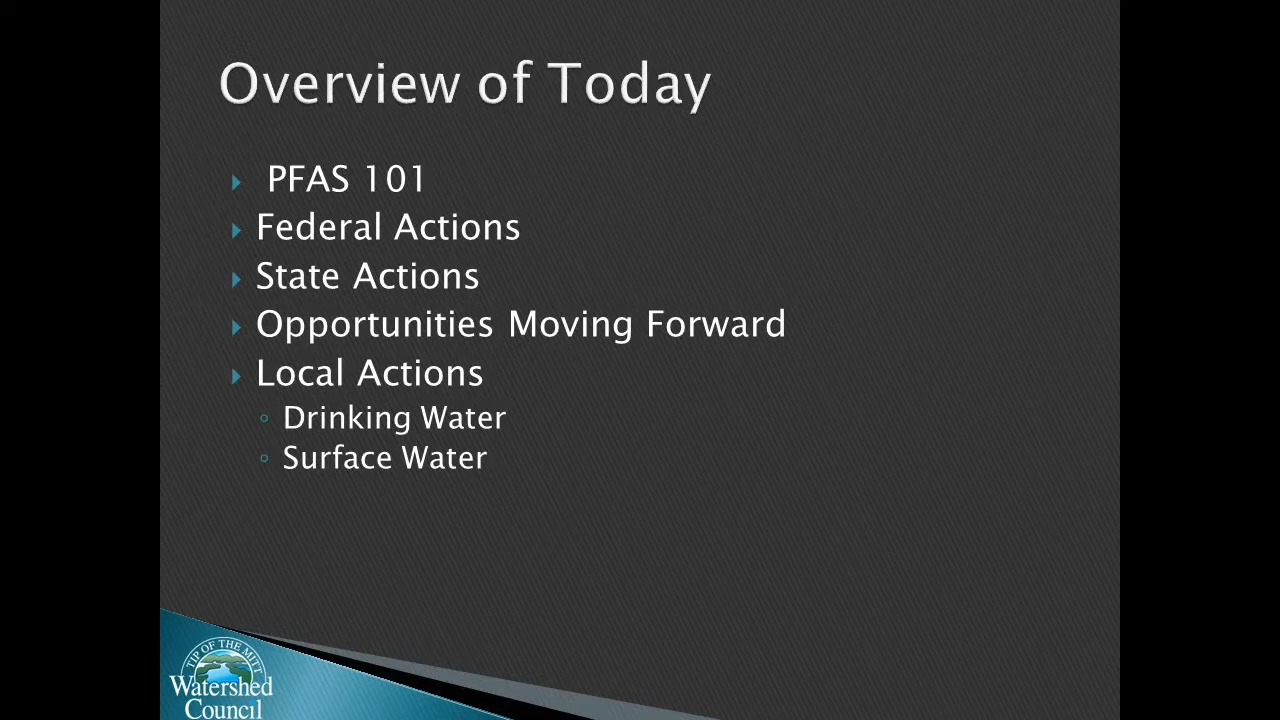 Overview of Today
PFAS 101
Federal Actions
State Actions
Opportunities Moving Forward
Local Actions
Drinking Water
Surface Water
TIP OF THE MITT
Watershed
Council